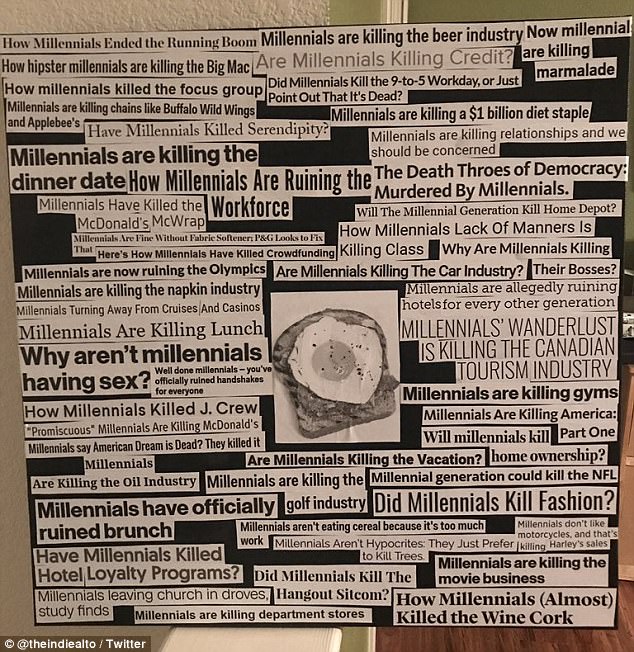 How Millennials Ended the Running Boom
Millennials are killing the beer industry
Now millennial
are killing
marmalade
How hipster millennials are killing the Big Mac
Are Millennials Killing Credit?
How millennials killed the focus group
Did Millennials Kill the 9-to-5 Workday, or Just
Point Out That It's Dead?
Millennials are killing chains like Buffalo Wild Wings
and Applebee's
Millennials are killing a $1 billion diet staple
Have Millennials Killed Serendipity?
Millennials are killing relationships and we
should be concerned
Millennials are killing the
dinner date
How Millennials Are Ruining the
Workforce
The Death Throes of Democracy:
Murdered By Millennials.
Millennials Have Killed the
McDonald's McWrap
Will The Millennial Generation Kill Home Depot?
How Millennials Lack Of Manners Is
Killing Class
Millennials Are Fine Without Fabric Softener; P&G Looks to Fix
That
Here's How Millennials Have Killed Crowdfunding
Why Are Millennials Killing
Their Bosses?
Millennials are now ruining the Olympics
Are Millennials Killing The Car Industry?
Millennials are killing the napkin industry
Millennials are allegedly ruining
hotels for every other generation
Millennials Turning Away From Cruises And Casinos
Millennials Are Killing Lunch
MILLENNIALS' WANDERLUST
IS KILLING THE CANADIAN
TOURISM INDUSTRY
Why aren't millennials
having sex?
Well done millennials – you've
officially ruined handshakes
for everyone
Millennials are killing gyms
How Millennials Killed J. Crew
Millennials Are Killing America:
Part One
"Promiscuous" Millennials Are Killing McDonald's
Will millennials kill
home ownership?
Millennials say American Dream is Dead? They killed it
Millennials
Are Killing the Oil Industry
Are Millennials Killing the Vacation?
Millennials are killing the
golf industry
Millennial generation could kill the NFL
Millennials have officially
ruined brunch
Did Millennials Kill Fashion?
Millennials aren't eating cereal because it's too much
work
Millennials don't like
motorcycles, and that's
killing Harley's sales
Millennials Aren't Hypocrites: They Just Prefer
to Kill Trees.
Have Millennials Killed
Hotel Loyalty Programs?
Did Millennials Kill The
Hangout Sitcom?
Millennials are killing the
movie business
Millennials leaving church in droves,
study finds
Millennials are killing department stores
How Millennials (Almost)
Killed the Wine Cork
© @theindiealto / Twitter